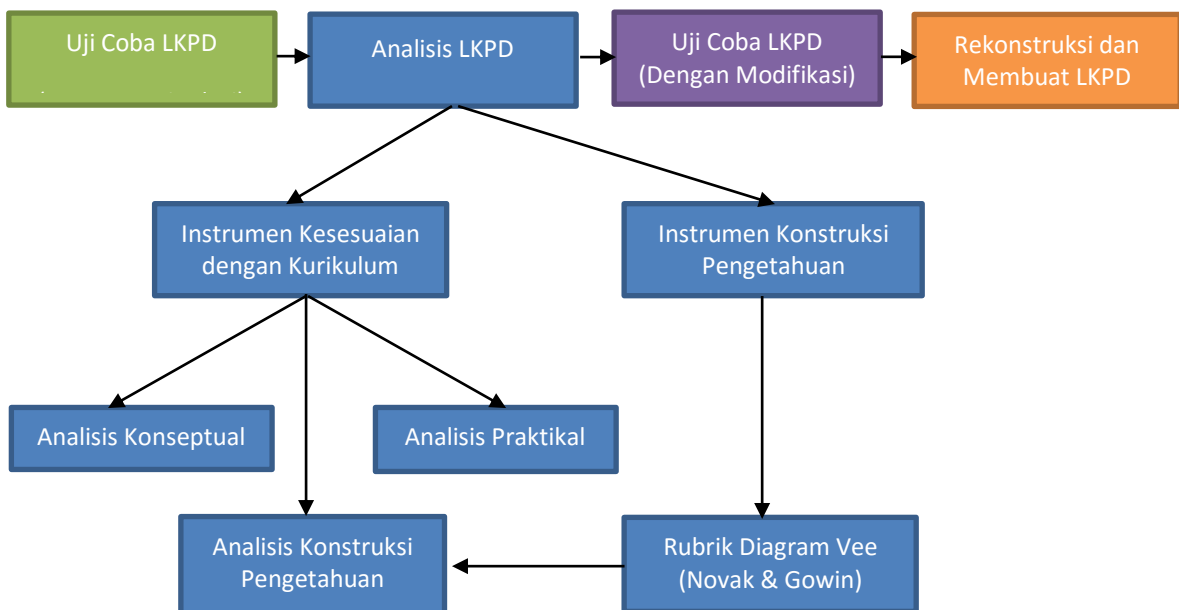 Uji Coba LKPD
Analisis LKPD
Uji Coba LKPD
(Dengan Modifikasi)
Rekonstruksi dan
Membuat LKPD
Instrumen Kesesuaian
dengan Kurikulum
Instrumen Konstruksi
Pengetahuan
Analisis Konseptual
Analisis Praktikal
Analisis Konstruksi
Pengetahuan
Rubrik Diagram Vee
(Novak & Gowin)